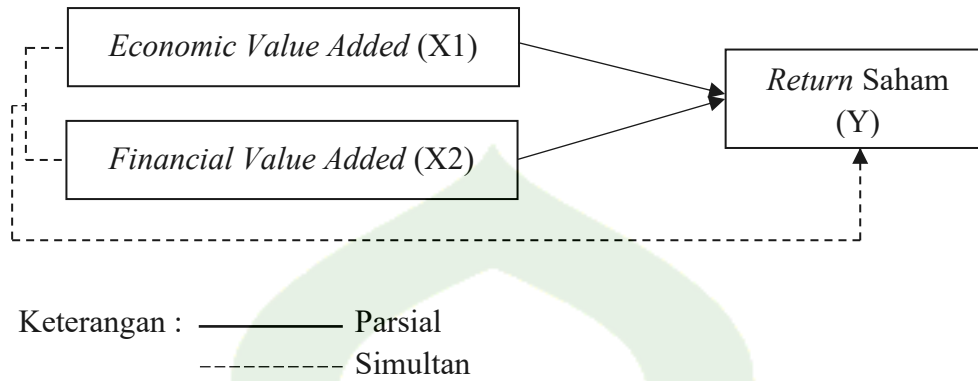 Economic Value Added (X1)
Return Saham
(Y)
Financial Value Added (X2)
Keterangan : Parsial
Simultan